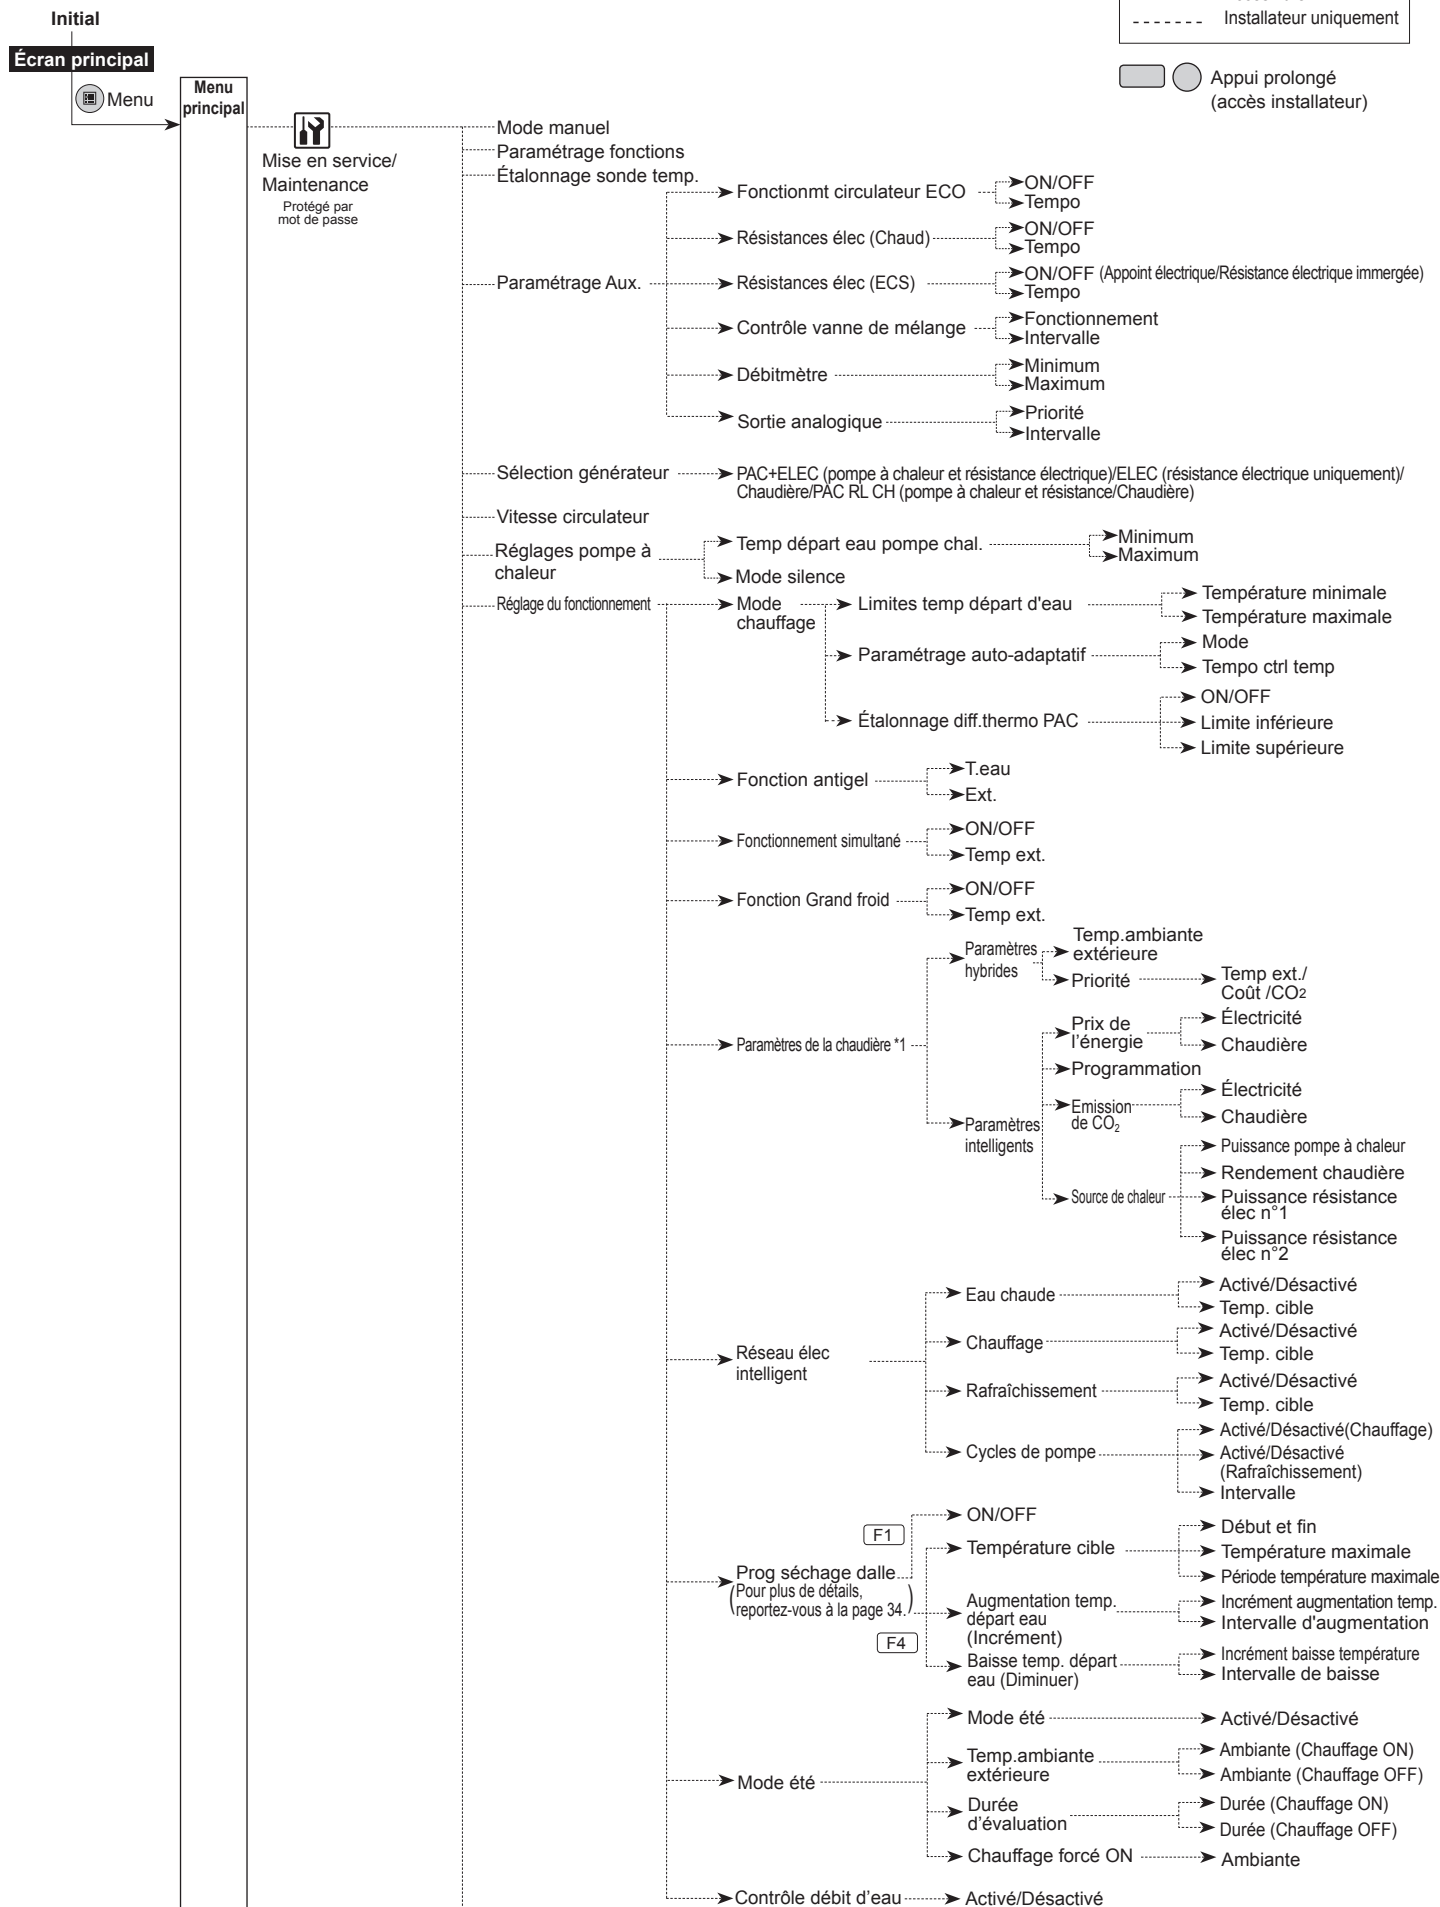 Initial
Installateur uniquement
Écran principal
Menu
Menu
principal
Appui prolongé
(accès installateur)
Mise en service/
Maintenance
Protégé par
mot de passe
Mode manuel
Paramétrage fonctions
Étalonnage sonde temp.
Paramétrage Aux.
Fonctionmt circulateur ECO
ON/OFF
Tempo
Résistances élec (Chaud)
ON/OFF
Tempo
Résistances élec (ECS)
ON/OFF (Appoint électrique/Résistance électrique immergée)
Tempo
Contrôle vanne de mélange
Fonctionnement
Intervalle
Débitmètre
Minimum
Maximum
Sortie analogique
Priorité
Intervalle
Sélection générateur
PAC+ELEC (pompe à chaleur et résistance électrique)/ELEC (résistance électrique uniquement)/
Chaudière/PAC RL CH (pompe à chaleur et résistance/Chaudière)
Vitesse circulateur
Réglages pompe à
chaleur
Temp départ eau pompe chal.
Minimum
Maximum
Mode silence
Réglage du fonctionnement
Mode
chauffage
Limites temp départ d'eau
Température minimale
Température maximale
Paramétrage auto-adaptatif
Mode
Tempo ctrl temp
Étalonnage diff.thermo PAC
ON/OFF
Limite inférieure
Limite supérieure
Fonction antigel
T.eau
Ext.
Fonctionnement simultané
ON/OFF
Temp ext.
Fonction Grand froid
ON/OFF
Temp ext.
Paramètres de la chaudière *1
Paramètres
hybrides
Temp.ambiante
extérieure
Priorité
Temp ext./
Coût /CO2
Paramètres
intelligents
Prix de
l'énergie
Électricité
Chaudière
Programmation
Emission
de CO2
Électricité
Chaudière
Source de chaleur
Puissance pompe à chaleur
Rendement chaudière
Puissance résistance
élec n°1
Puissance résistance
élec n°2
Réseau élec
intelligent
Eau chaude
Activé/Désactivé
Temp. cible
Chauffage
Activé/Désactivé
Temp. cible
Rafraîchissement
Activé/Désactivé
Temp. cible
Cycles de pompe
Activé/Désactivé(Chauffage)
Activé/Désactivé
(Rafraîchissement)
Intervalle
Prog séchage dalle
(Pour plus de détails,
reportez-vous à la page 34.)
F1
ON/OFF
F4
Température cible
Début et fin
Température maximale
Période température maximale
Augmentation temp.
départ eau
(Incrément)
Incrément augmentation temp.
Intervalle d'augmentation
Baisse temp. départ
eau (Diminuer)
Incrément baisse température
Intervalle de baisse
Mode été
Mode été
Activé/Désactivé
Temp.ambiante
extérieure
Ambiante (Chauffage ON)
Ambiante (Chauffage OFF)
Durée
d'évaluation
Durée (Chauffage ON)
Durée (Chauffage OFF)
Chauffage forcé ON
Ambiante
Contrôle débit d'eau
Activé/Désactivé